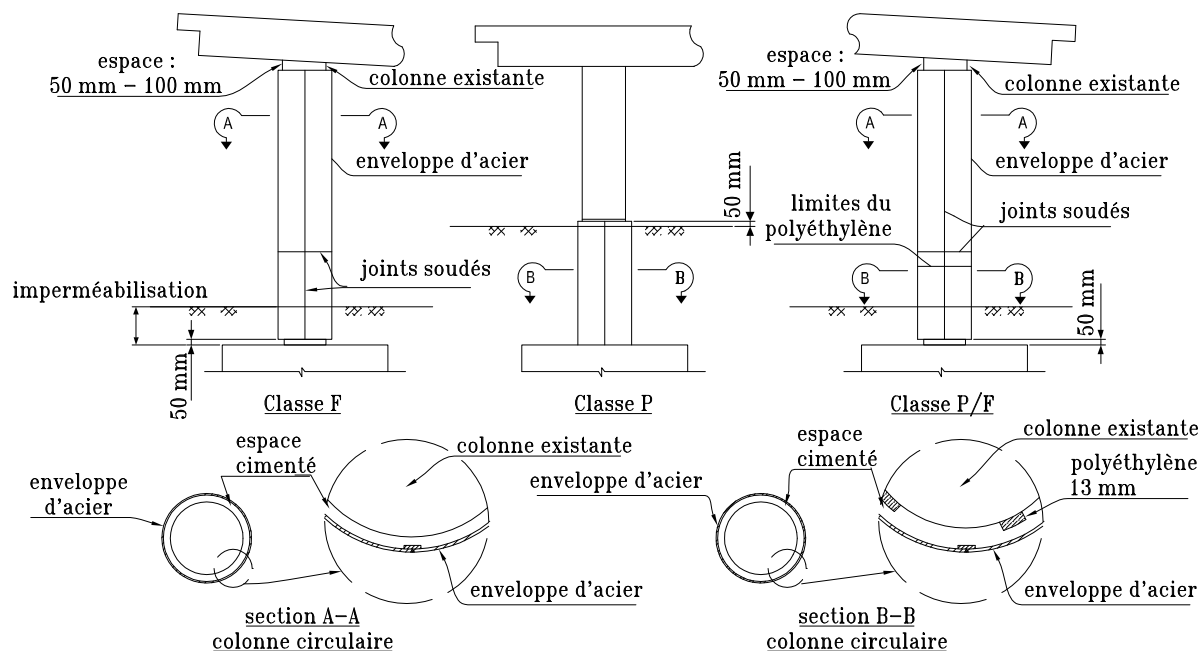 espace :
50 mm – 100 mm
colonne existante
A
A
enveloppe d'acier
joints soudés
imperméabilisation
50 mm
Classe F
50 mm
B
B
Classe P
espace :
50 mm – 100 mm
colonne existante
A
A
enveloppe d'acier
limites du
polyéthylène
joints soudés
B
B
50 mm
Classe P/F
enveloppe
d'acier
espace
cimenté
colonne existante
enveloppe d'acier
section A–A
colonne circulaire
enveloppe d'acier
espace
cimenté
colonne existante
polyéthylène
13 mm
enveloppe d'acier
section B–B
colonne circulaire